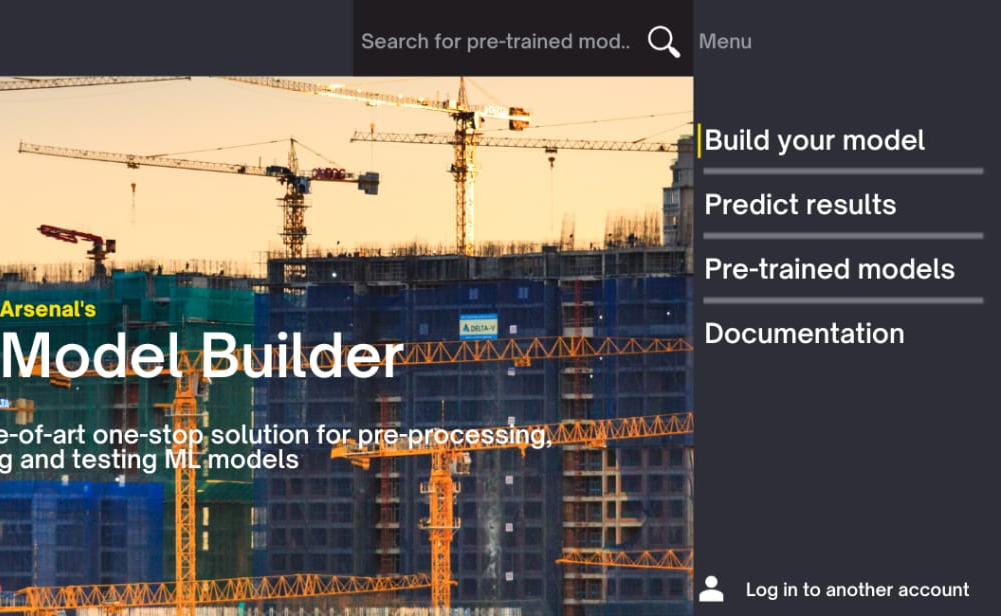 Search for pre-trained mod..
Menu
Build your model
Predict results
Pre-trained models
Documentation
Arsenal's
Model Builder
e-of-art one-stop solution for pre-processing,
g and testing ML models
DELTA-V
Log in to another account